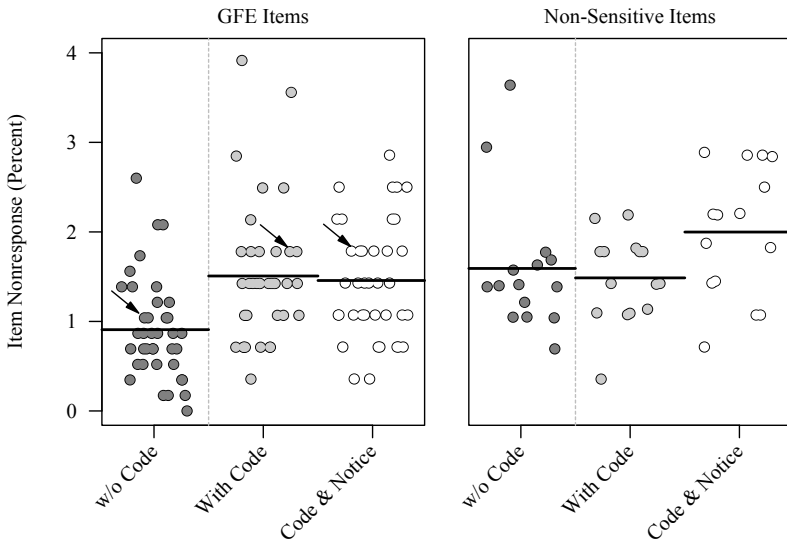 GFE Items
Non-Sensitive Items
Item Nonresponse (Percent)
4
3
2
1
0
w/o Code
With Code
Code & Notice
w/o Code
With Code
Code & Notice